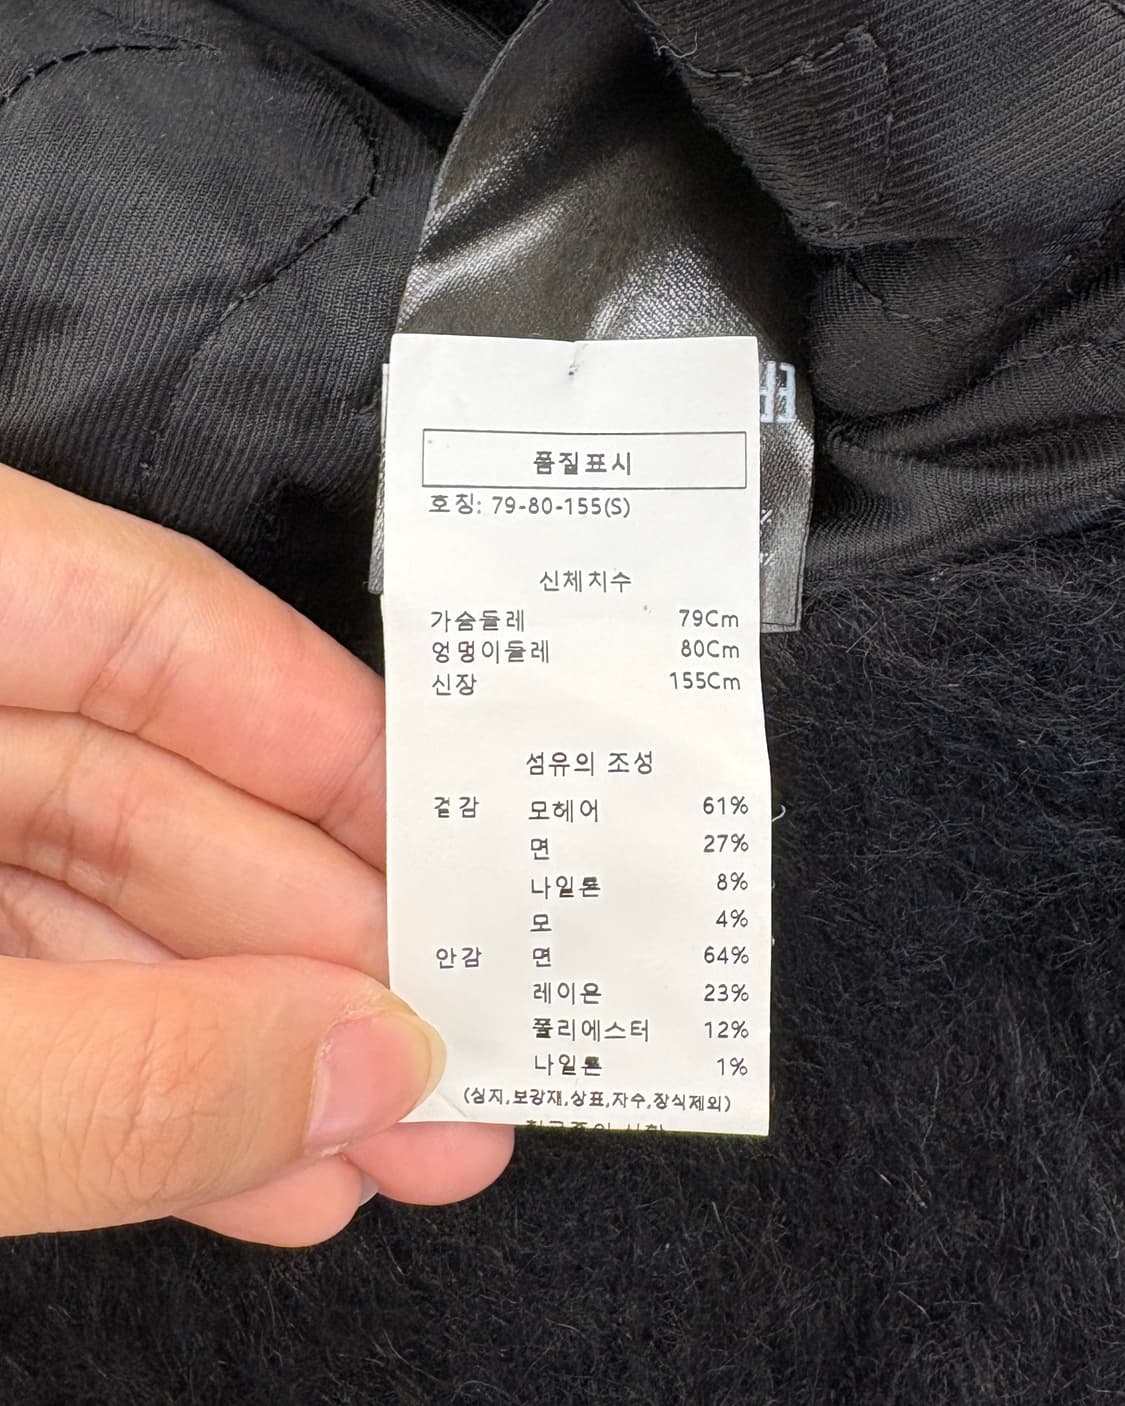 품질표시
호칭: 79-80-155(S)
신체치수
가슴둘레 79Cm
엉덩이둘레 80Cm
신장 155Cm
섬유의 조성
겉감 모헤어 61%
면 27%
나일론 8%
모 4%
안감 면 64%
레이온 23%
폴리에스터 12%
나일론 1%
(심지,보강재,상표,자수,장식제외)